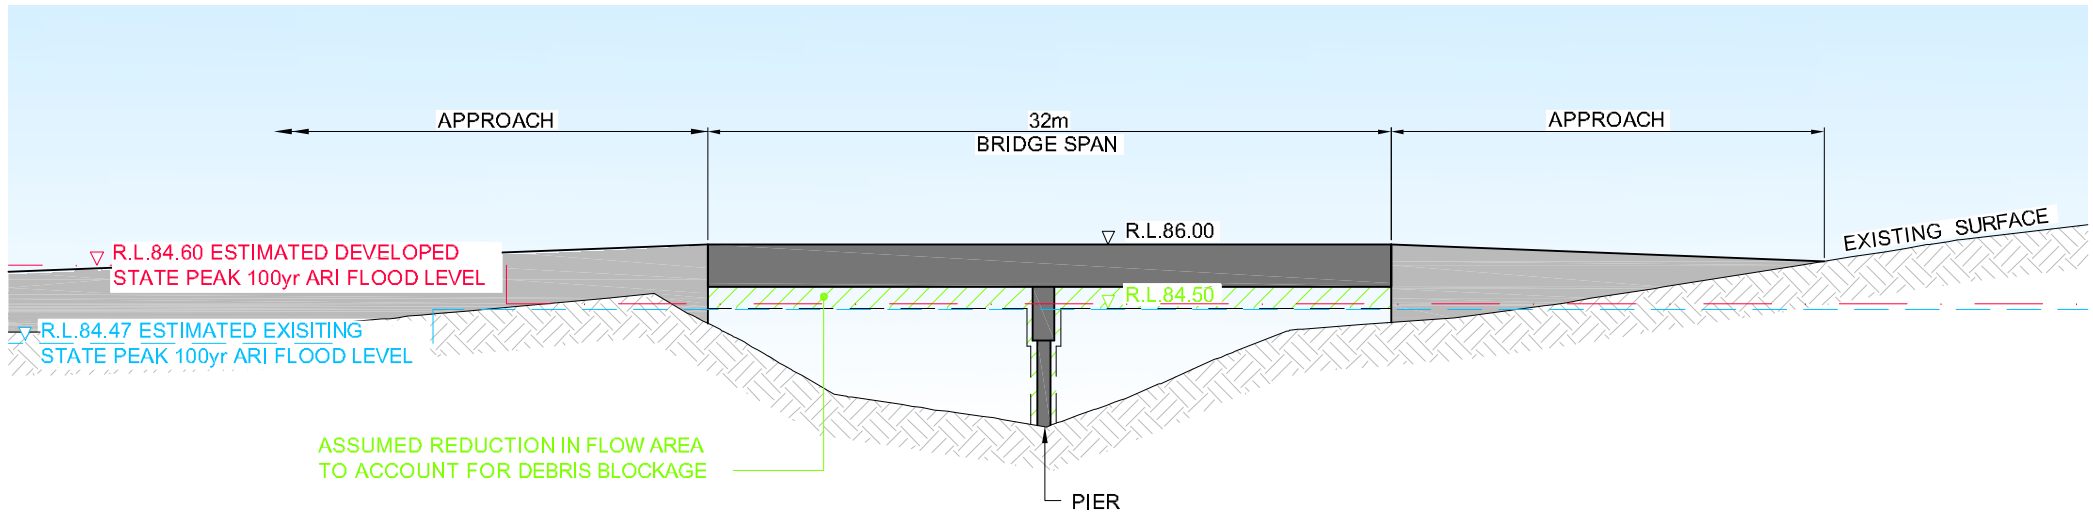 APPROACH
32m
BRIDGE SPAN
APPROACH
R.L.86.00
EXISTING SURFACE
R.L.84.60 ESTIMATED DEVELOPED
STATE PEAK 100yr ARI FLOOD LEVEL
R.L.84.50
R.L.84.47 ESTIMATED EXISITING
STATE PEAK 100yr ARI FLOOD LEVEL
ASSUMED REDUCTION IN FLOW AREA
TO ACCOUNT FOR DEBRIS BLOCKAGE
PIER